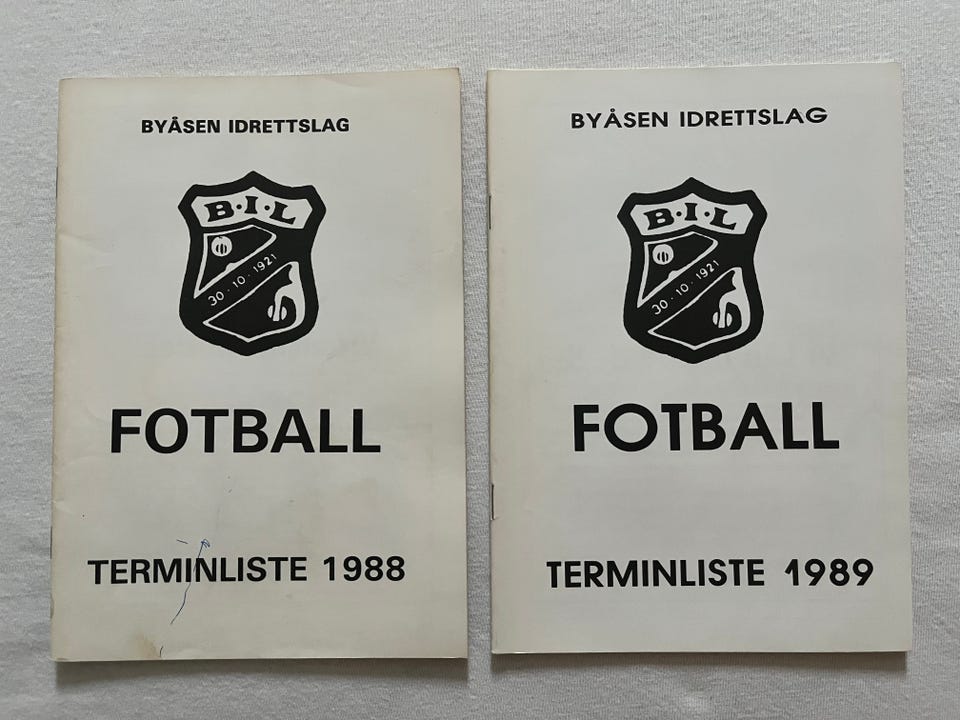 BYÅSEN IDRETTSLAG
B·I·L
30·10·1921
FOTBALL
TERMINLISTE 1988
BYÅSEN IDRETTSLAG
B·I·L
30·10·1921
FOTBALL
TERMINLISTE 1989